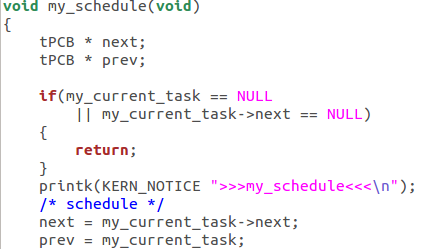 void my_schedule(void)
{
    tPCB * next;
    tPCB * prev;

    if(my_current_task == NULL
        || my_current_task->next == NULL)
    {
        return;
    }
    printk(KERN_NOTICE ">>>my_schedule<<<\n");
    /* schedule */
    next = my_current_task->next;
    prev = my_current_task;